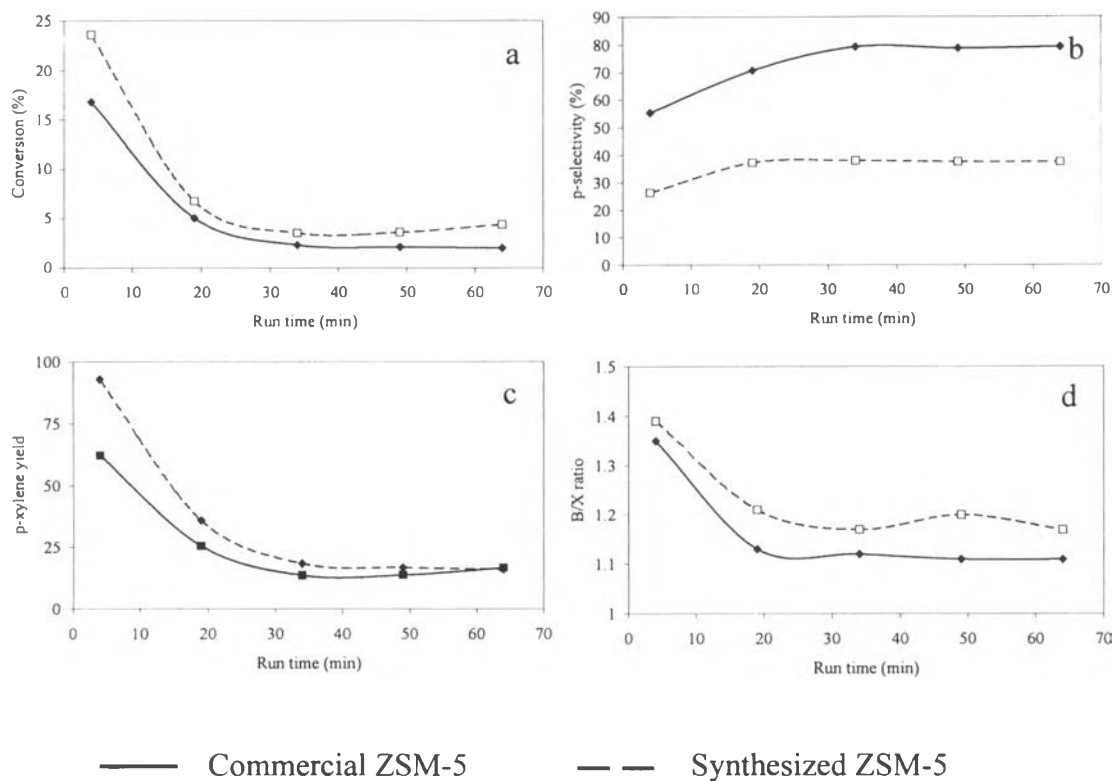 25
20
15
10
5
0
Conversion (%)
a
0 10 20 30 40 50 60 70
Run time (min)
90
80
70
60
50
40
30
20
10
0
p-selectivity (%)
b
0 10 20 30 40 50 60 70
Run time (min)
100
75
50
25
0
p-xylene yield
c
0 10 20 30 40 50 60 70
Run time (min)
1.5
1.4
1.3
1.2
1.1
1
B/X ratio
d
0 10 20 30 40 50 60 70
Run time (min)
Commercial ZSM-5 Synthesized ZSM-5